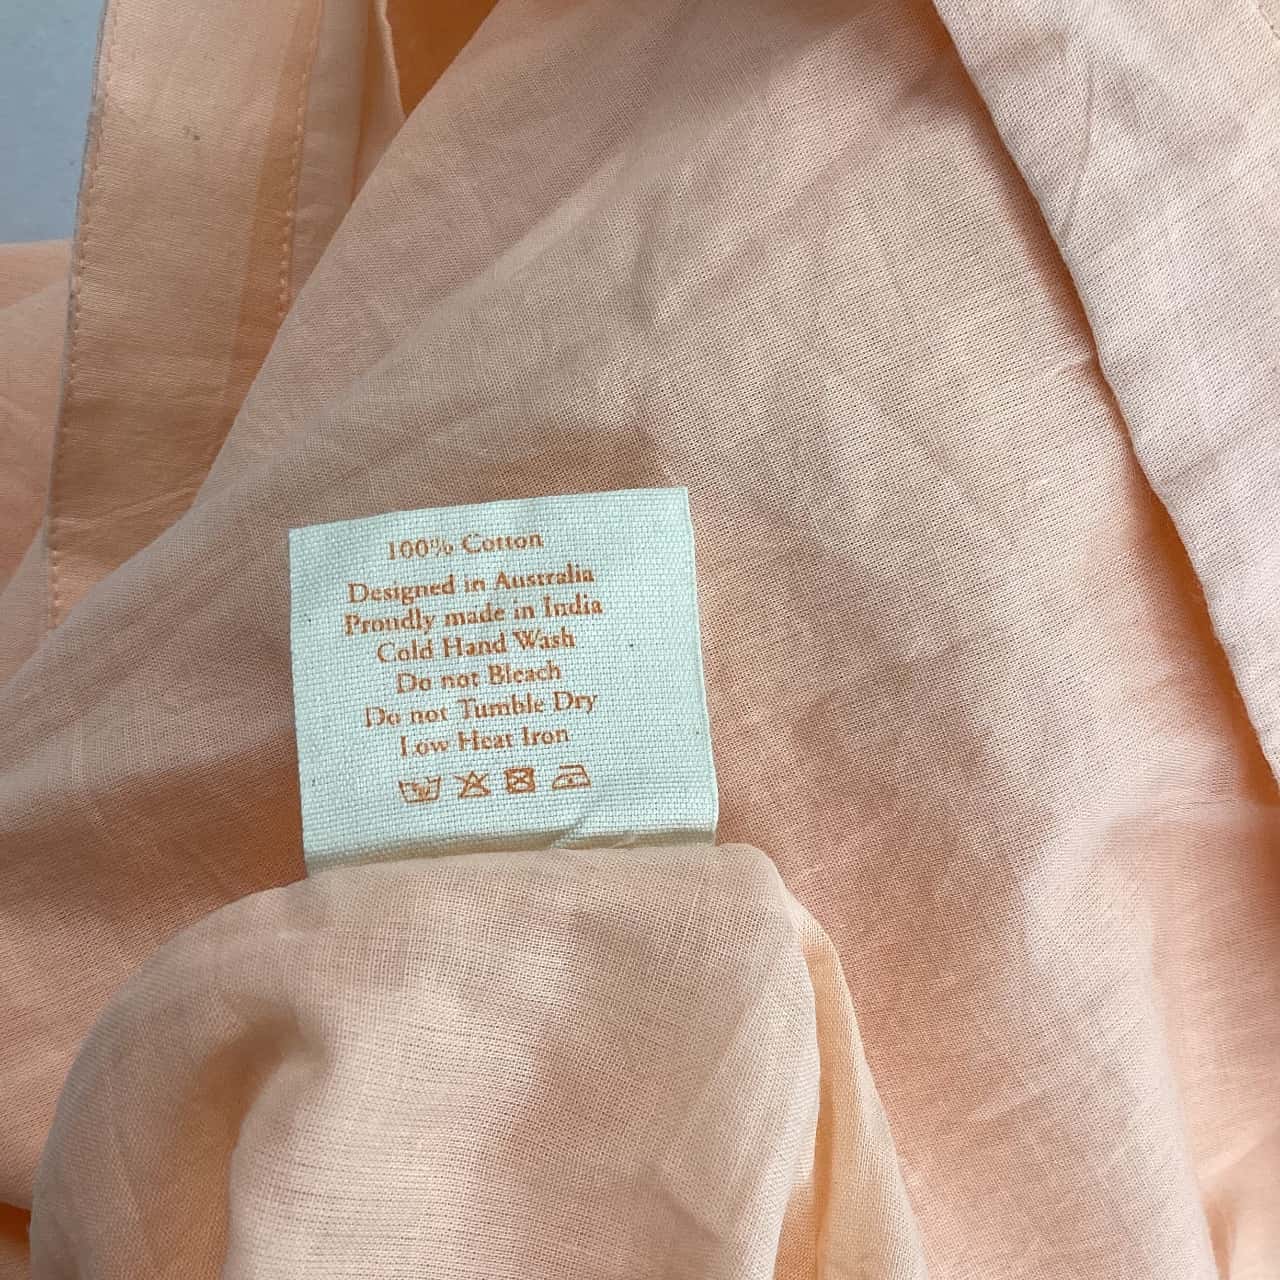 100% Cotton
Designed in Australia
Proudly made in India
Cold Hand Wash
Do not Bleach
Do not Tumble Dry
Low Heat Iron